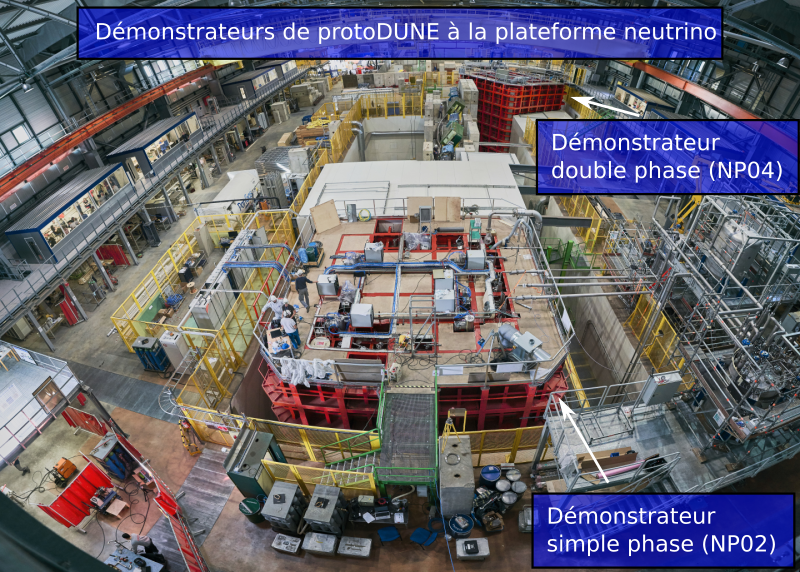 Démonstrateurs de protoDUNE à la plateforme neutrino
Démonstrateur
double phase (NP04)
Démonstrateur
simple phase (NP02)